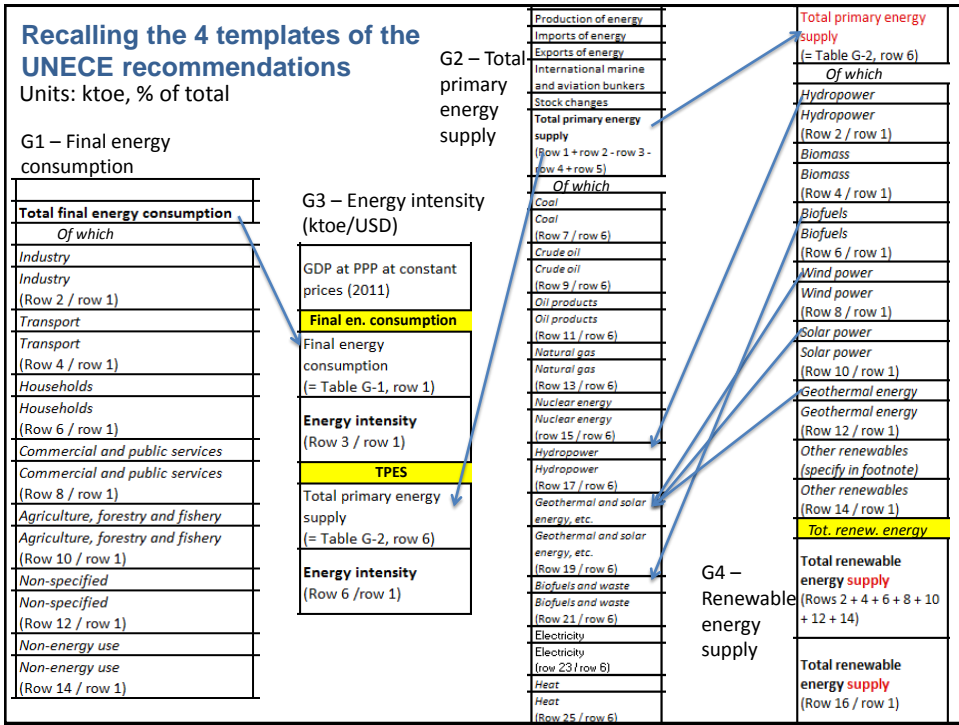 Recalling the 4 templates of the
UNECE recommendations
Units: ktoe, % of total
G1 – Final energy
consumption
Total final energy consumption
Of which
Industry
Industry
(Row 2 / row 1)
Transport
Transport
(Row 4 / row 1)
Households
Households
(Row 6 / row 1)
Commercial and public services
Commercial and public services
(Row 8 / row 1)
Agriculture, forestry and fishery
Agriculture, forestry and fishery
(Row 10 / row 1)
Non-specified
Non-specified
(Row 12 / row 1)
Non-energy use
Non-energy use
(Row 14 / row 1)
G3 – Energy intensity
(ktoe/USD)
GDP at PPP at constant
prices (2011)
Final en. consumption
Final energy
consumption
(= Table G-1, row 1)
Energy intensity
(Row 3 / row 1)
TPES
Total primary energy
supply
(= Table G-2, row 6)
Energy intensity
(Row 6 /row 1)
G2 – Total
primary
energy
supply
Production of energy
Imports of energy
Exports of energy
International marine
and aviation bunkers
Stock changes
Total primary energy
supply
(Row 1 + row 2 - row 3 -
row 4 + row 5)
Of which
Coal
Coal
(Row 7 / row 6)
Crude oil
Crude oil
(Row 9 / row 6)
Oil products
Oil products
(Row 11 / row 6)
Natural gas
Natural gas
(Row 13 / row 6)
Nuclear energy
Nuclear energy
(row 15 / row 6)
Hydropower
Hydropower
(Row 17 / row 6)
Geothermal and solar
energy, etc.
Geothermal and solar
energy, etc.
(Row 19 / row 6)
Biofuels and waste
Biofuels and waste
(Row 21 / row 6)
Electricity
Electricity
(row 23 / row 6)
Heat
Heat
(Row 25 / row 6)
G4 –
Renewable
energy
supply
Total primary energy
supply
(= Table G-2, row 6)
Of which
Hydropower
Hydropower
(Row 2 / row 1)
Biomass
Biomass
(Row 4 / row 1)
Biofuels
Biofuels
(Row 6 / row 1)
Wind power
Wind power
(Row 8 / row 1)
Solar power
Solar power
(Row 10 / row 1)
Geothermal energy
Geothermal energy
(Row 12 / row 1)
Other renewables
(specify in footnote)
Other renewables
(Row 14 / row 1)
Tot. renew. energy
Total renewable
energy supply
(Rows 2 + 4 + 6 + 8 + 10
+ 12 + 14)
Total renewable
energy supply
(Row 16 / row 1)